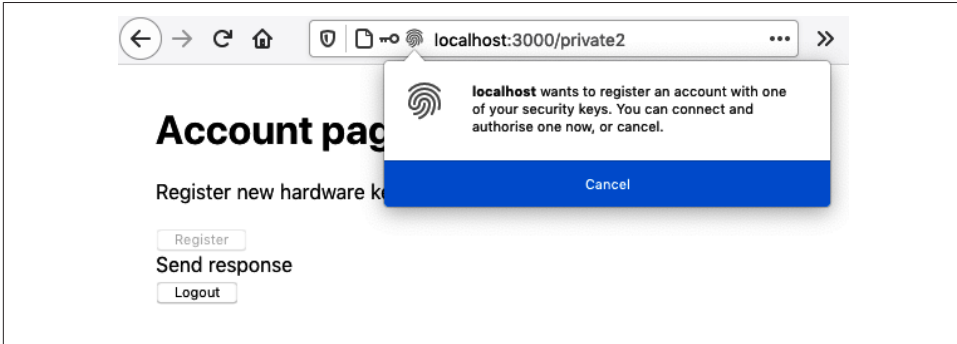 localhost:3000/private2
localhost wants to register an account with one
of your security keys. You can connect and
authorise one now, or cancel.
Cancel
Account pag
Register new hardware k
Register
Send response
Logout